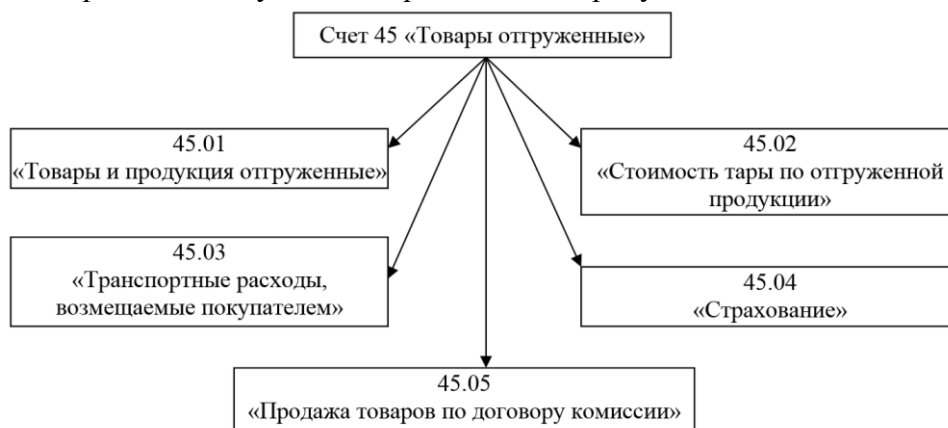 Счет 45 «Товары отгруженные»
45.01
«Товары и продукция отгруженные»
45.02
«Стоимость тары по отгруженной
продукции»
45.03
«Транспортные расходы,
возмещаемые покупателем»
45.04
«Страхование»
45.05
«Продажа товаров по договору комиссии»